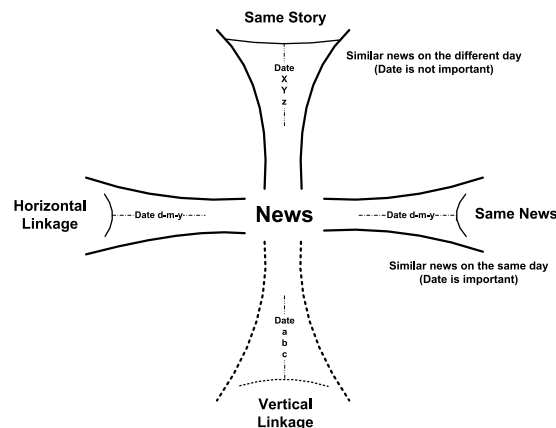 Same Story
Similar news on the different day
(Date is not important)
Date
X
Y
z
Horizontal
Linkage
Date d-m-y
News
Date d-m-y
Same News
Similar news on the same day
(Date is important)
Date
a
b
c
Vertical
Linkage